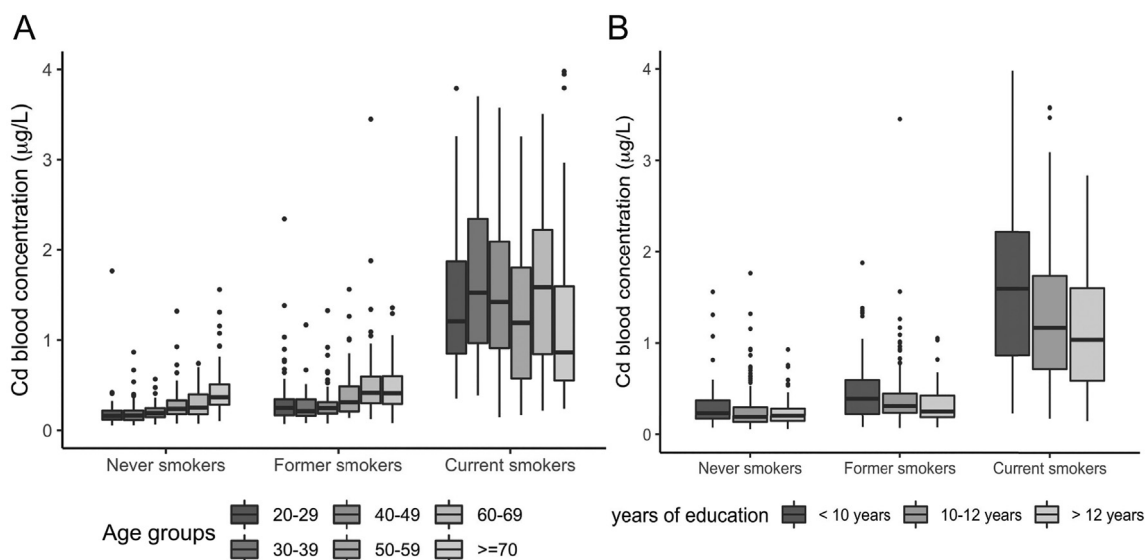 A
Cd blood concentration (μg/L)
4
3
2
1
0
Never smokers Former smokers Current smokers
Age groups
20-29 40-49 60-69
30-39 50-59 >=70
B
Cd blood concentration (μg/L)
4
3
2
1
0
Never smokers Former smokers Current smokers
years of education < 10 years 10-12 years > 12 years